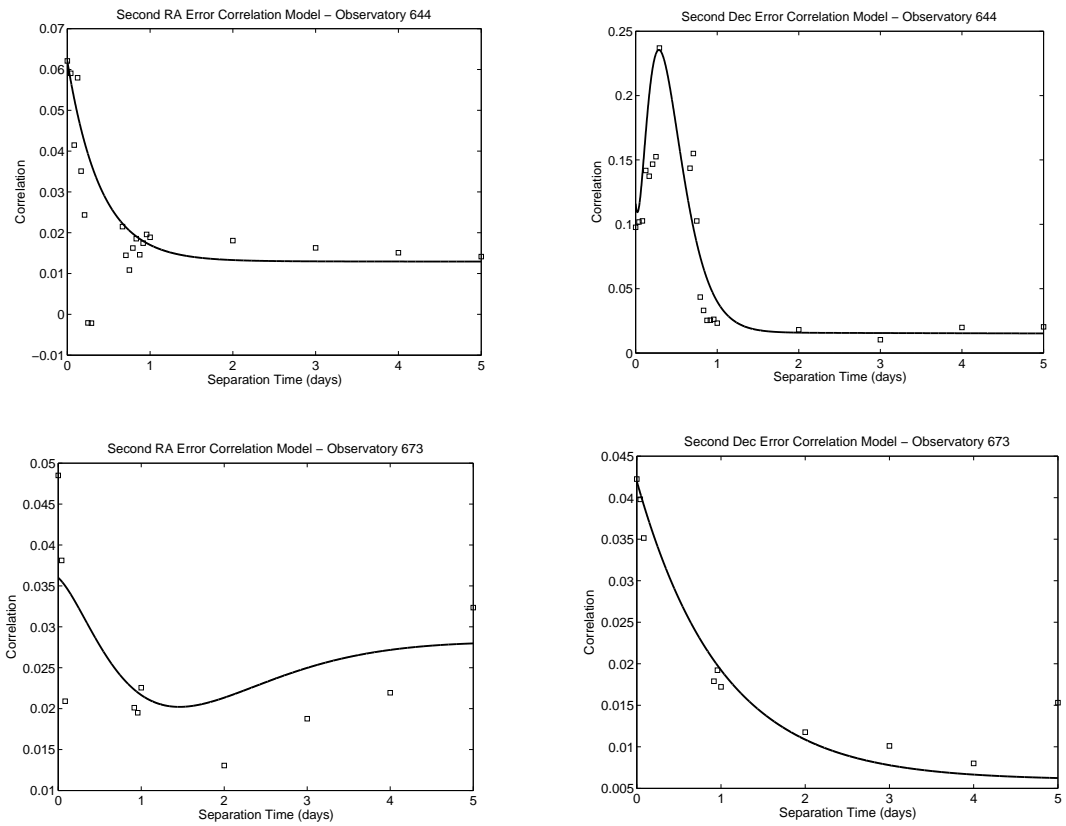 Second RA Error Correlation Model – Observatory 644
0.07
0.06
0.05
0.04
0.03
0.02
0.01
0
−0.01
Correlation
0 1 2 3 4 5
Separation Time (days)
Second Dec Error Correlation Model – Observatory 644
0.25
0.2
0.15
0.1
0.05
0
Correlation
0 1 2 3 4 5
Separation Time (days)
Second RA Error Correlation Model – Observatory 673
0.05
0.045
0.04
0.035
0.03
0.025
0.02
0.015
0.01
Correlation
0 1 2 3 4 5
Separation Time (days)
Second Dec Error Correlation Model – Observatory 673
0.045
0.04
0.035
0.03
0.025
0.02
0.015
0.01
0.005
Correlation
0 1 2 3 4 5
Separation Time (days)